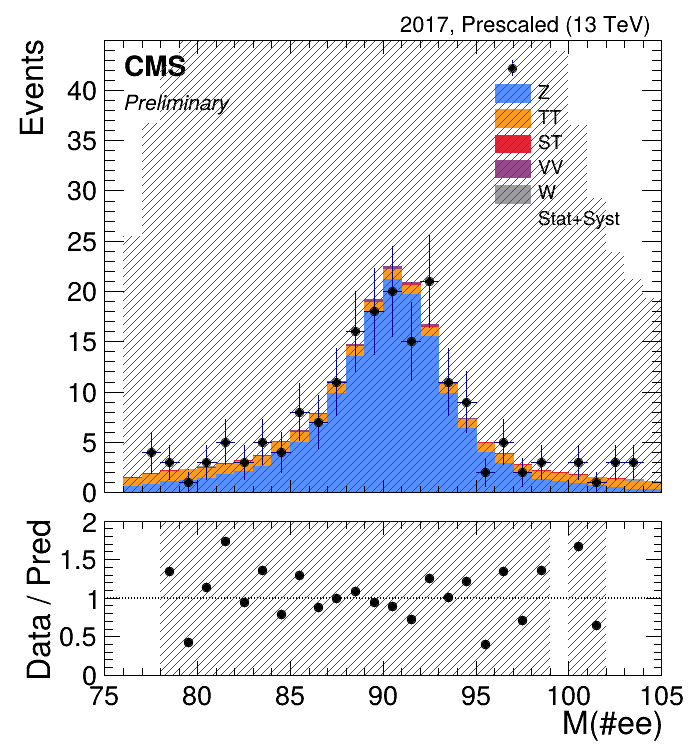 2017, Prescaled (13 TeV)
CMS
Preliminary
Events
40
35
30
25
20
15
10
5
0
Z
TT
ST
VV
W
Stat+Syst
Data / Pred
2
1.5
1
0.5
0
75 80 85 90 95 100 105
M(#ee)